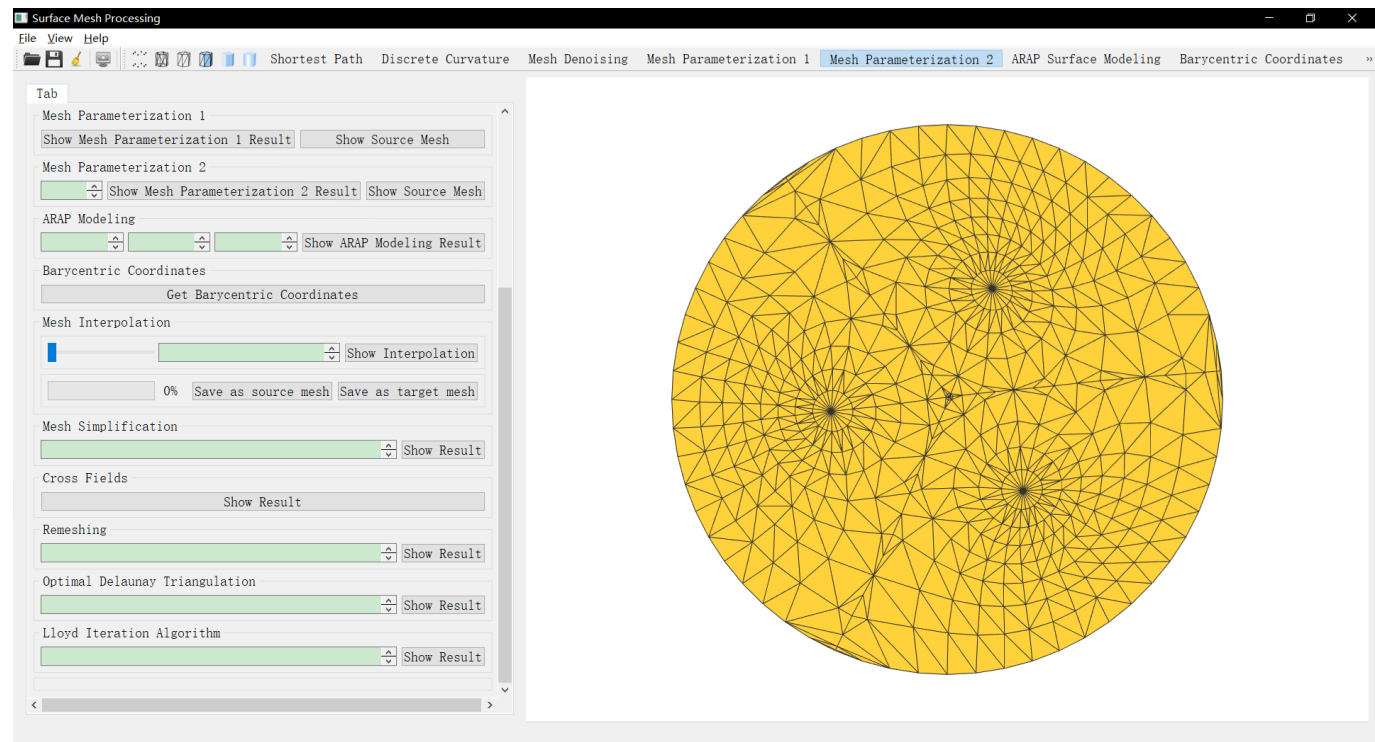 Surface Mesh Processing
File View Help
Shortest Path Discrete Curvature Mesh Denoising Mesh Parameterization 1 Mesh Parameterization 2 ARAP Surface Modeling Barycentric Coordinates »
Tab
Mesh Parameterization 1
Show Mesh Parameterization 1 Result Show Source Mesh
Mesh Parameterization 2
Show Mesh Parameterization 2 Result Show Source Mesh
ARAP Modeling
Show ARAP Modeling Result
Barycentric Coordinates
Get Barycentric Coordinates
Mesh Interpolation
Show Interpolation
0% Save as source mesh Save as target mesh
Mesh Simplification
Show Result
Cross Fields
Show Result
Remeshing
Show Result
Optimal Delaunay Triangulation
Show Result
Lloyd Iteration Algorithm
Show Result